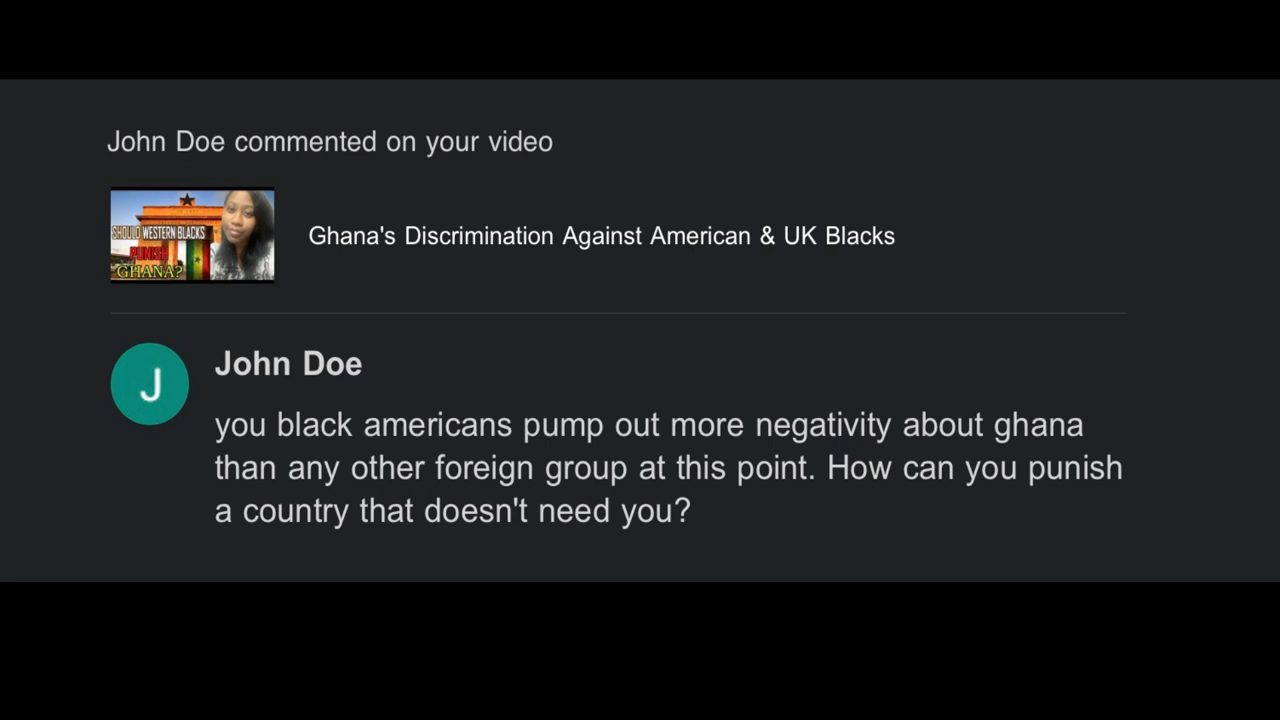 John Doe commented on your video
SHOULD WESTERN BLACKS
PUNISH
GHANA?
Ghana's Discrimination Against American & UK Blacks
J
John Doe
you black americans pump out more negativity about ghana
than any other foreign group at this point. How can you punish
a country that doesn't need you?